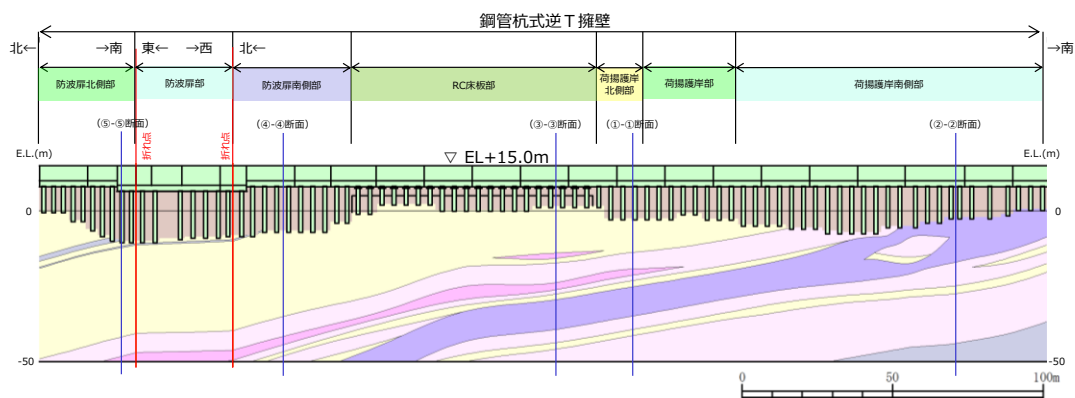 鋼管杭式逆T擁壁
北← →南 東← →西 北← →南
防波扉北側部 防波扉部 防波扉南側部 RC床板部 荷揚護岸
北側部 荷揚護岸部 荷揚護岸南側部
(⑤-⑤断面) (④-④断面) (③-③断面) (①-①断面) (②-②断面)
折れ点 折れ点
E.L.(m) ▽ EL+15.0m E.L.(m)
0 0
-50 -50
0 50 100m